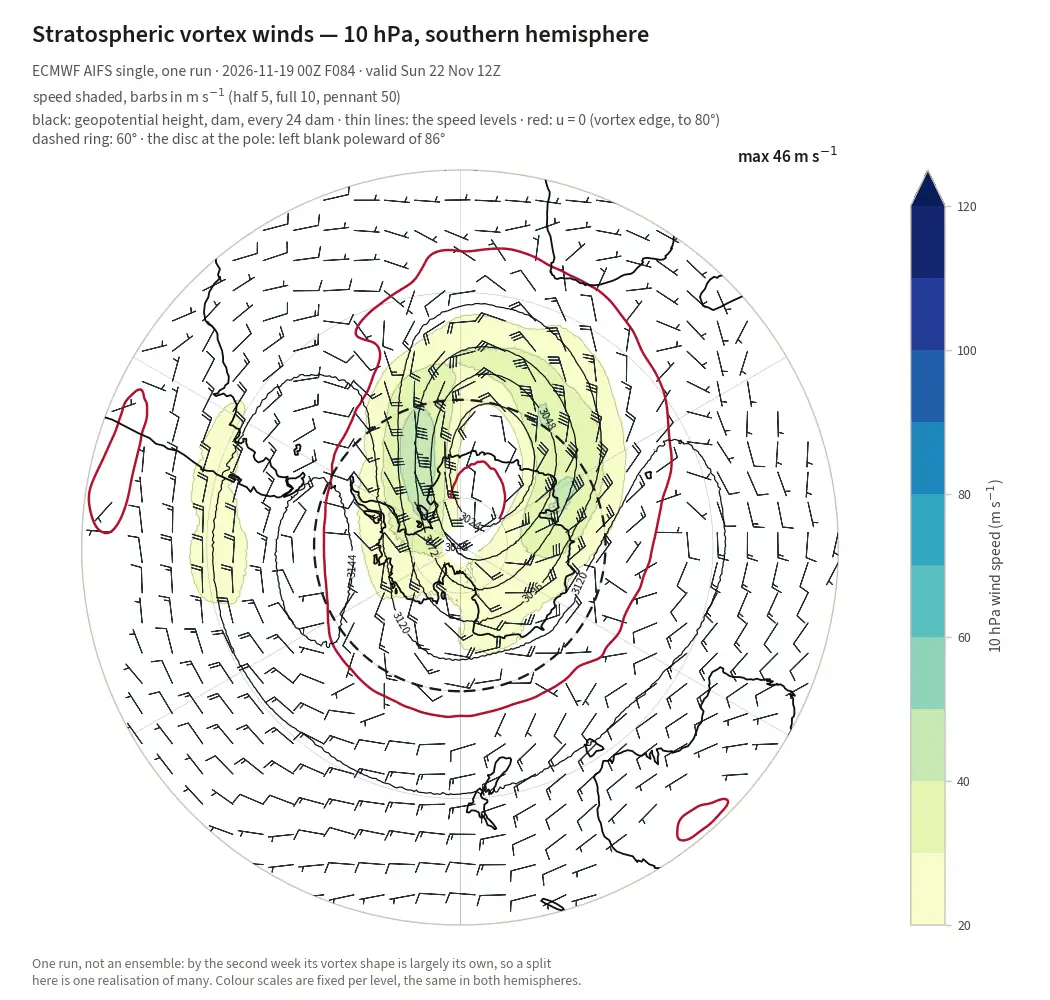 Stratospheric vortex winds — 10 hPa, southern hemisphere
ECMWF AIFS single, one run · 2026-11-19 00Z F084 · valid Sun 22 Nov 12Z
speed shaded, barbs in m s⁻¹ (half 5, full 10, pennant 50)
black: geopotential height, dam, every 24 dam · thin lines: the speed levels · red: u = 0 (vortex edge, to 80°)
dashed ring: 60° · the disc at the pole: left blank poleward of 86°
max 46 m s⁻¹
120
100
80
60
40
20
10 hPa wind speed (m s⁻¹)
3048
3024
3048
3072
3096
3120
3120
3144
One run, not an ensemble: by the second week its vortex shape is largely its own, so a split
here is one realisation of many. Colour scales are fixed per level, the same in both hemispheres.